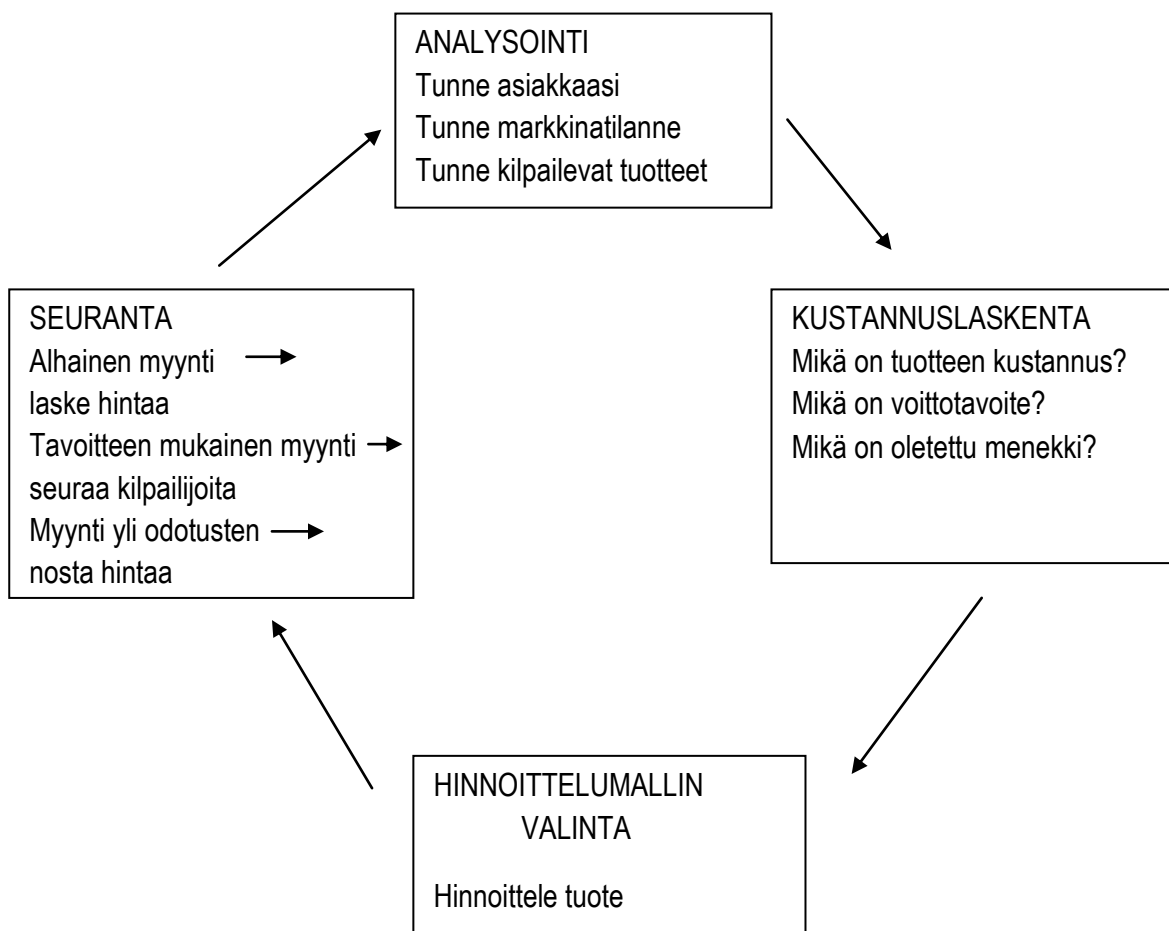 ANALYSOINTI
Tunne asiakkaasi
Tunne markkinatilanne
Tunne kilpailevat tuotteet
SEURANTA
Alhainen myynti
laske hintaa
Tavoitteen mukainen myynti
seuraa kilpailijoita
Myynti yli odotusten
nosta hintaa
KUSTANNUSLASKENTA
Mikä on tuotteen kustannus?
Mikä on voittotavoite?
Mikä on oletettu menekki?
HINNOITTELUMALLIN
VALINTA
Hinnoittele tuote